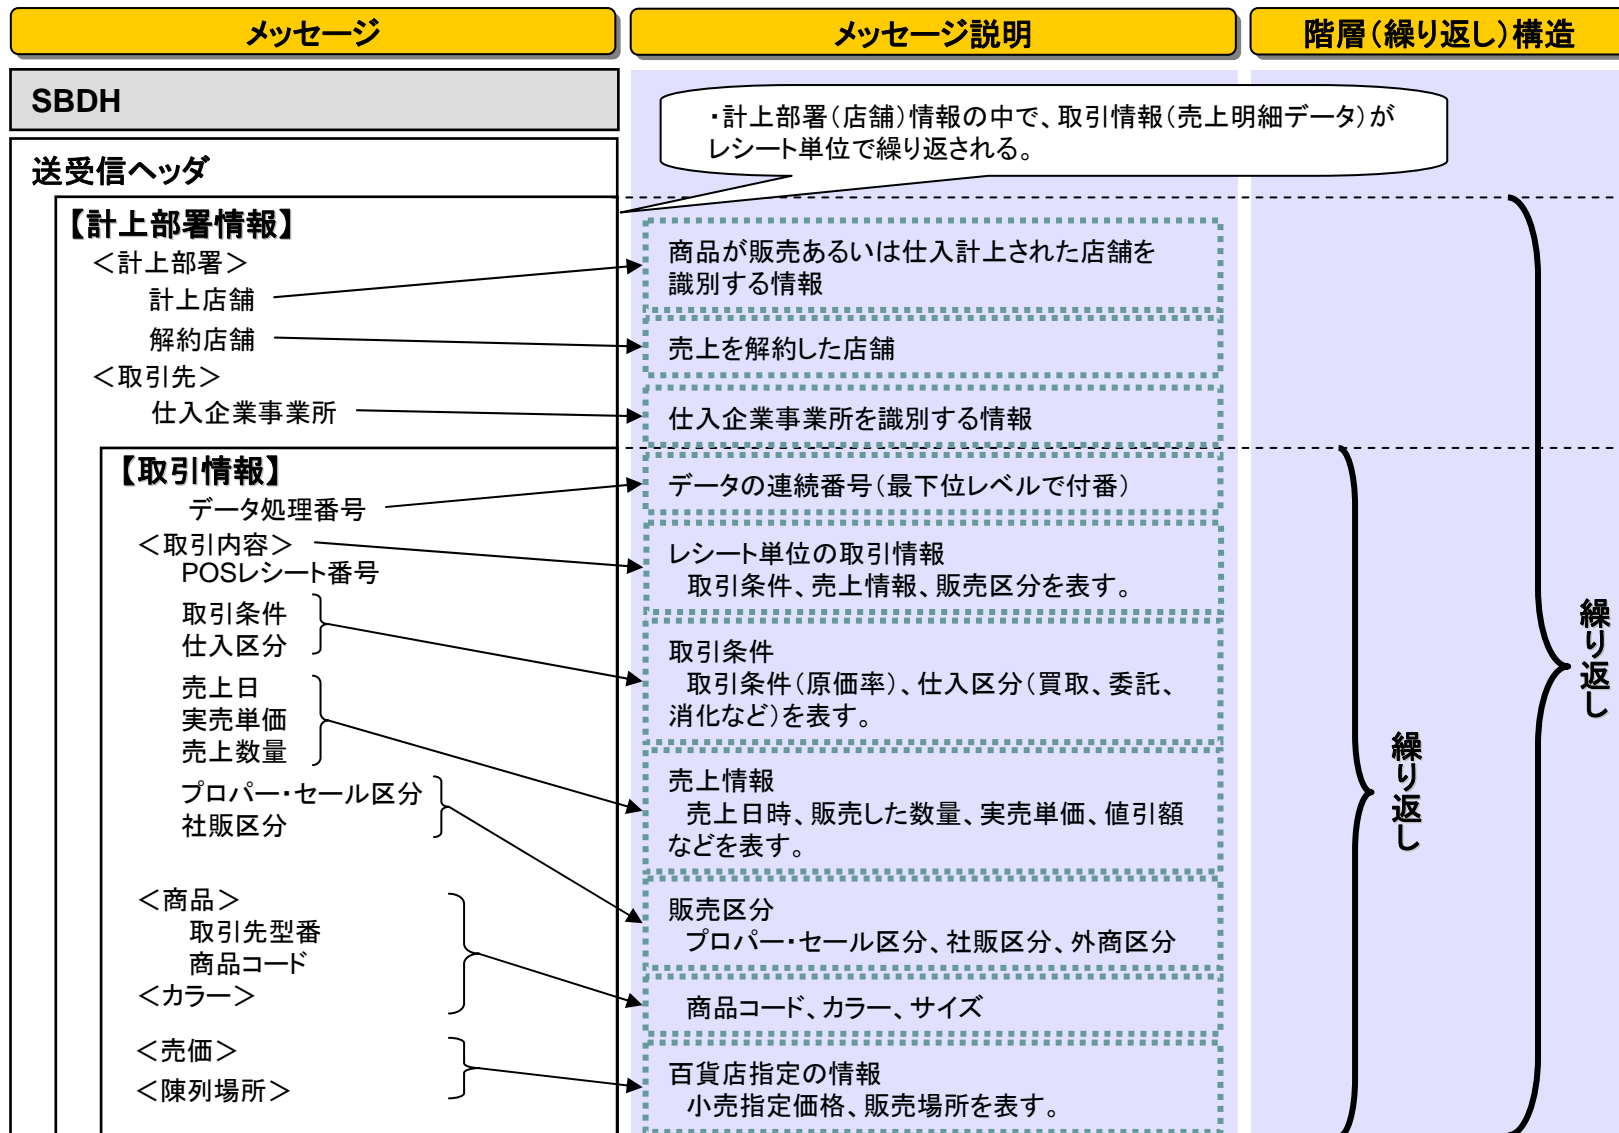 メッセージ
メッセージ説明
階層(繰り返し)構造
SBDH
・計上部署(店舗)情報の中で、取引情報(売上明細データ)が
レシート単位で繰り返される。
送受信ヘッダ
【計上部署情報】
＜計上部署＞
計上店舗
解約店舗
＜取引先＞
仕入企業事業所
商品が販売あるいは仕入計上された店舗を
識別する情報
売上を解約した店舗
仕入企業事業所を識別する情報
【取引情報】
データ処理番号
＜取引内容＞
POSレシート番号
取引条件
仕入区分
売上日
実売単価
売上数量
プロパー・セール区分
社販区分
＜商品＞
取引先型番
商品コード
＜カラー＞
＜売価＞
＜陳列場所＞
データの連続番号(最下位レベルで付番)
レシート単位の取引情報
取引条件、売上情報、販売区分を表す。
取引条件
取引条件(原価率)、仕入区分(買取、委託、
消化など)を表す。
売上情報
売上日時、販売した数量、実売単価、値引額
などを表す。
販売区分
プロパー・セール区分、社販区分、外商区分
商品コード、カラー、サイズ
百貨店指定の情報
小売指定価格、販売場所を表す。
繰り返し
繰り返し